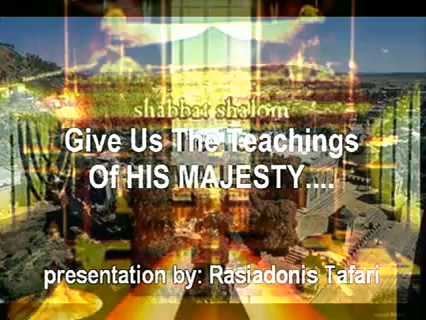 shabbat shalom
Give Us The Teachings
Of HIS MAJESTY....
presentation by: Rasiadonis Tafari